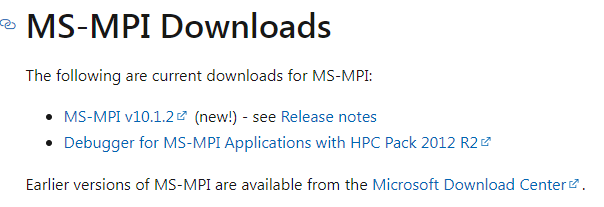 MS-MPI Downloads
The following are current downloads for MS-MPI:
• MS-MPI v10.1.2 (new!) - see Release notes
• Debugger for MS-MPI Applications with HPC Pack 2012 R2
Earlier versions of MS-MPI are available from the Microsoft Download Center .